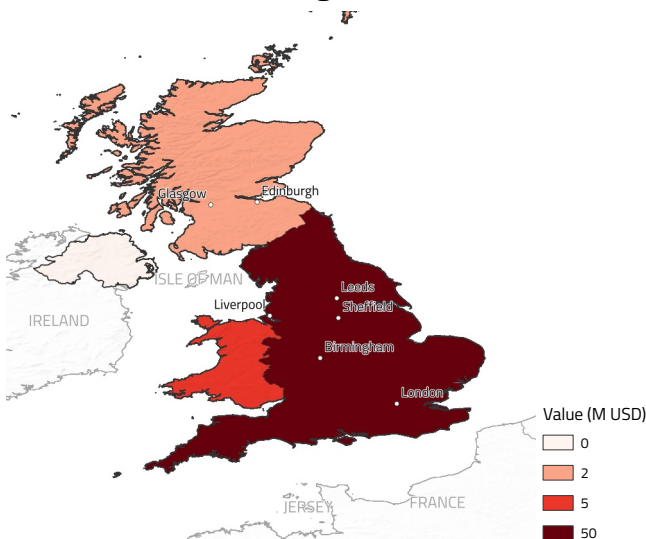 Glasgow
Edinburgh
ISLE OF MAN
IRELAND
Liverpool
Leeds
Sheffield
Birmingham
London
Value (M USD)
0
2
5
50
JERSEY
FRANCE